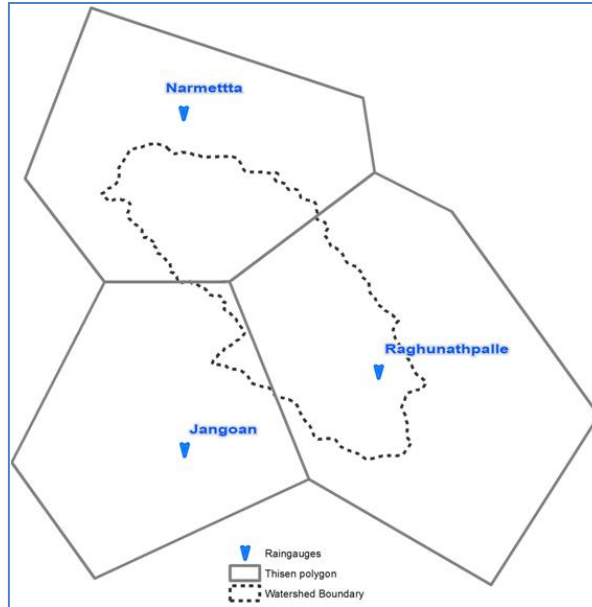 Narmettta
Raghunathpalle
Jangoan
Raingauges
Thisen polygon
Watershed Boundary